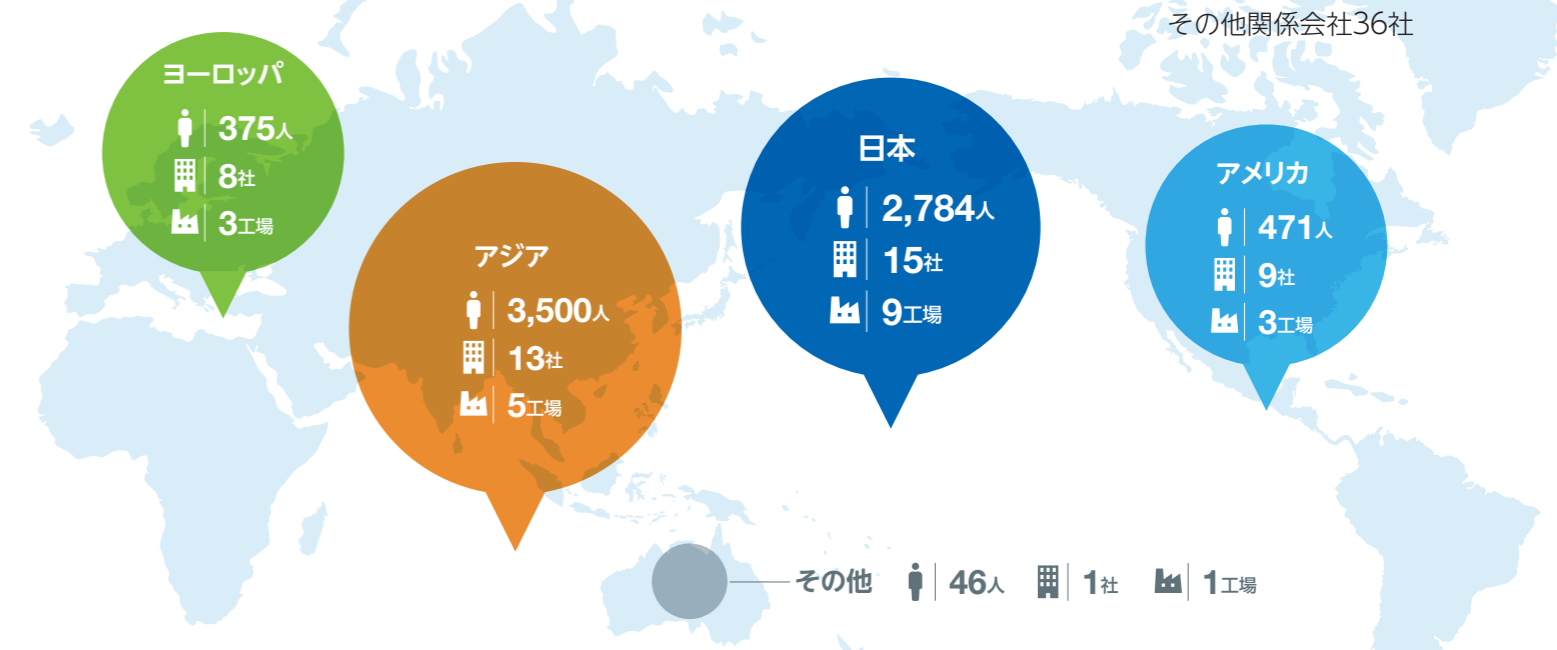 その他関係会社36社
ヨーロッパ
375人
8社
3工場
アジア
3,500人
13社
5工場
日本
2,784人
15社
9工場
アメリカ
471人
9社
3工場
その他 46人 1社 1工場